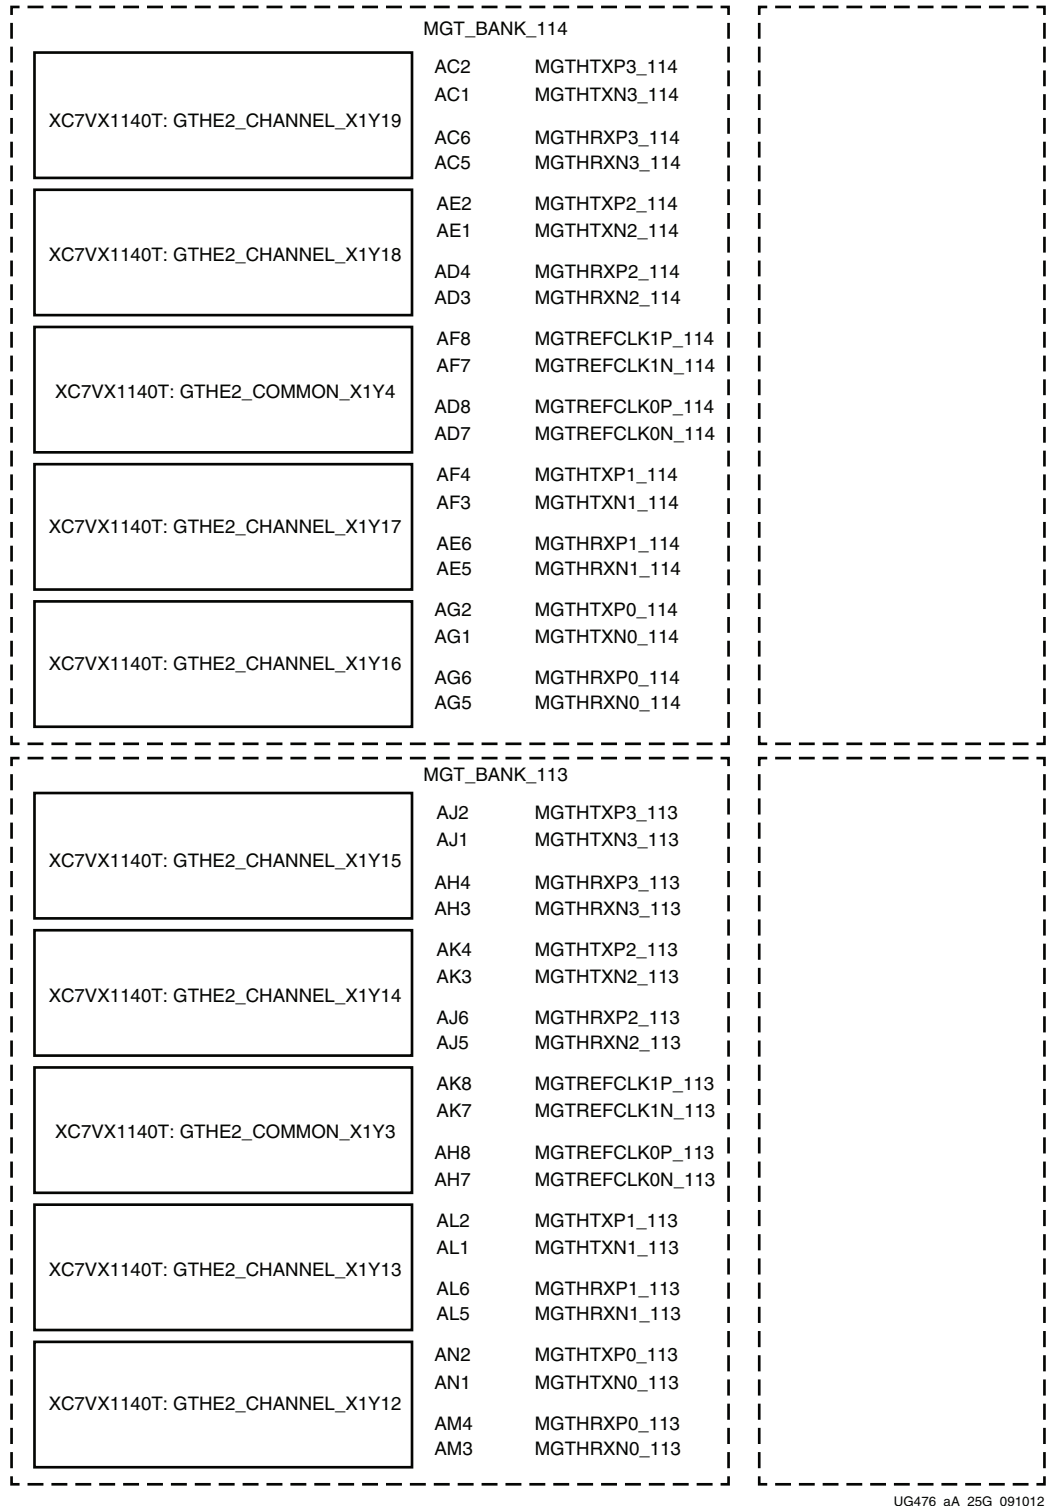 MGT_BANK_114
AC2 MGTHTXP3_114
AC1 MGTHTXN3_114
XC7VX1140T: GTHE2_CHANNEL_X1Y19
AC6 MGTHRXP3_114
AC5 MGTHRXN3_114
AE2 MGTHTXP2_114
AE1 MGTHTXN2_114
XC7VX1140T: GTHE2_CHANNEL_X1Y18
AD4 MGTHRXP2_114
AD3 MGTHRXN2_114
AF8 MGTREFCLK1P_114
AF7 MGTREFCLK1N_114
XC7VX1140T: GTHE2_COMMON_X1Y4
AD8 MGTREFCLK0P_114
AD7 MGTREFCLK0N_114
AF4 MGTHTXP1_114
AF3 MGTHTXN1_114
XC7VX1140T: GTHE2_CHANNEL_X1Y17
AE6 MGTHRXP1_114
AE5 MGTHRXN1_114
AG2 MGTHTXP0_114
AG1 MGTHTXN0_114
XC7VX1140T: GTHE2_CHANNEL_X1Y16
AG6 MGTHRXP0_114
AG5 MGTHRXN0_114
MGT_BANK_113
AJ2 MGTHTXP3_113
AJ1 MGTHTXN3_113
XC7VX1140T: GTHE2_CHANNEL_X1Y15
AH4 MGTHRXP3_113
AH3 MGTHRXN3_113
AK4 MGTHTXP2_113
AK3 MGTHTXN2_113
XC7VX1140T: GTHE2_CHANNEL_X1Y14
AJ6 MGTHRXP2_113
AJ5 MGTHRXN2_113
AK8 MGTREFCLK1P_113
AK7 MGTREFCLK1N_113
XC7VX1140T: GTHE2_COMMON_X1Y3
AH8 MGTREFCLK0P_113
AH7 MGTREFCLK0N_113
AL2 MGTHTXP1_113
AL1 MGTHTXN1_113
XC7VX1140T: GTHE2_CHANNEL_X1Y13
AL6 MGTHRXP1_113
AL5 MGTHRXN1_113
AN2 MGTHTXP0_113
AN1 MGTHTXN0_113
XC7VX1140T: GTHE2_CHANNEL_X1Y12
AM4 MGTHRXP0_113
AM3 MGTHRXN0_113
UG476_aA_25G_091012